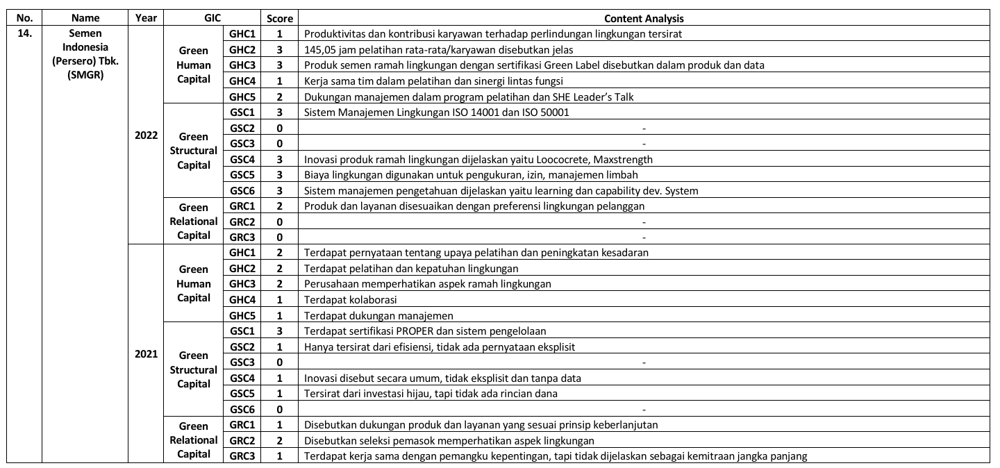 No. Name Year GIC Score Content Analysis
14. Semen Indonesia (Persero) Tbk. (SMGR)
2022
Green Human Capital
GHC1 1 Produktivitas dan kontribusi karyawan terhadap perlindungan lingkungan tersirat
GHC2 3 145,05 jam pelatihan rata-rata/karyawan disebutkan jelas
GHC3 3 Produk semen ramah lingkungan dengan sertifikasi Green Label disebutkan dalam produk dan data
GHC4 1 Kerja sama tim dalam pelatihan dan sinergi lintas fungsi
GHC5 2 Dukungan manajemen dalam program pelatihan dan SHE Leader’s Talk
Green Structural Capital
GSC1 3 Sistem Manajemen Lingkungan ISO 14001 dan ISO 50001
GSC2 0 -
GSC3 0 -
GSC4 3 Inovasi produk ramah lingkungan dijelaskan yaitu Loococrete, Maxstrength
GSC5 3 Biaya lingkungan digunakan untuk pengukuran, izin, manajemen limbah
GSC6 3 Sistem manajemen pengetahuan dijelaskan yaitu learning dan capability dev. System
Green Relational Capital
GRC1 2 Produk dan layanan disesuaikan dengan preferensi lingkungan pelanggan
GRC2 0 -
GRC3 0 -
2021
Green Human Capital
GHC1 2 Terdapat pernyataan tentang upaya pelatihan dan peningkatan kesadaran
GHC2 2 Terdapat pelatihan dan kepatuhan lingkungan
GHC3 2 Perusahaan memperhatikan aspek ramah lingkungan
GHC4 1 Terdapat kolaborasi
GHC5 1 Terdapat dukungan manajemen
Green Structural Capital
GSC1 3 Terdapat sertifikasi PROPER dan sistem pengelolaan
GSC2 1 Hanya tersirat dari efisiensi, tidak ada pernyataan eksplisit
GSC3 0 -
GSC4 1 Inovasi disebut secara umum, tidak eksplisit dan tanpa data
GSC5 1 Tersirat dari investasi hijau, tapi tidak ada rincian dana
GSC6 0 -
Green Relational Capital
GRC1 1 Disebutkan dukungan produk dan layanan yang sesuai prinsip keberlanjutan
GRC2 2 Disebutkan seleksi pemasok memperhatikan aspek lingkungan
GRC3 1 Terdapat kerja sama dengan pemangku kepentingan, tapi tidak dijelaskan sebagai kemitraan jangka panjang